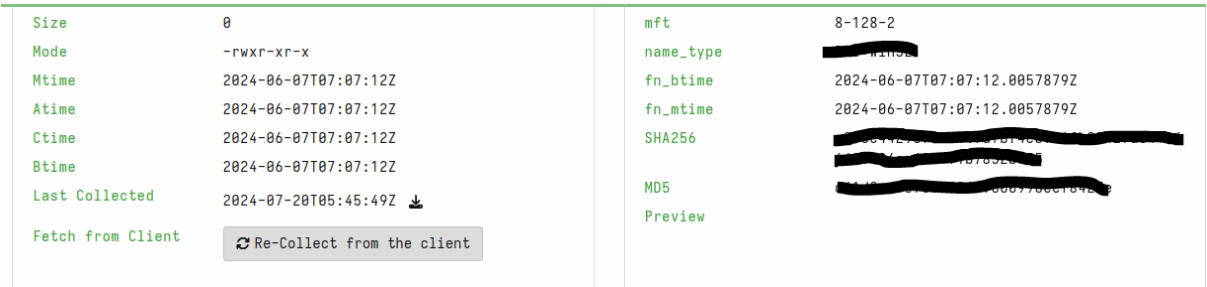 Size 0
Mode -rwxr-xr-x
Mtime 2024-06-07T07:07:12Z
Atime 2024-06-07T07:07:12Z
Ctime 2024-06-07T07:07:12Z
Btime 2024-06-07T07:07:12Z
Last Collected 2024-07-20T05:45:49Z
Fetch from Client Re-Collect from the client
mft 8-128-2
name_type
fn_btime 2024-06-07T07:07:12.0057879Z
fn_mtime 2024-06-07T07:07:12.0057879Z
SHA256
MD5
Preview